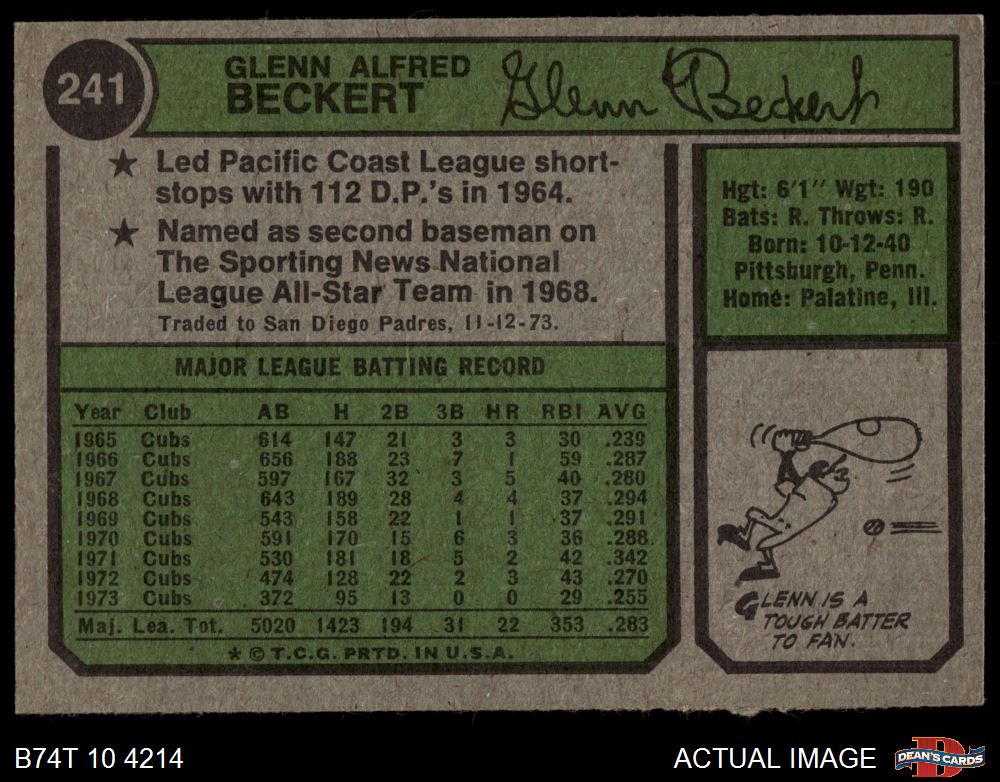 241
GLENN ALFRED
BECKERT
Glenn Beckert
★ Led Pacific Coast League short-
stops with 112 D.P.'s in 1964.
★ Named as second baseman on
The Sporting News National
League All-Star Team in 1968.
Traded to San Diego Padres, 11-12-73.
Hgt: 6'1" Wgt: 190
Bats: R. Throws: R.
Born: 10-12-40
Pittsburgh, Penn.
Home: Palatine, Ill.
MAJOR LEAGUE BATTING RECORD
Year Club AB H 2B 3B HR RBI AVG
1965 Cubs 614 147 21 3 3 30 .239
1966 Cubs 656 188 23 7 1 59 .287
1967 Cubs 597 167 32 3 5 40 .280
1968 Cubs 643 189 28 4 4 37 .294
1969 Cubs 543 158 22 1 1 37 .291
1970 Cubs 591 170 15 6 3 36 .288
1971 Cubs 530 181 18 5 2 42 .342
1972 Cubs 474 128 22 2 3 43 .270
1973 Cubs 372 95 13 0 0 29 .255
Maj. Lea. Tot. 5020 1423 194 31 22 353 .283
* © T.C.G. PRTD. IN U.S.A.
GLENN IS A
TOUGH BATTER
TO FAN.
B74T 10 4214
ACTUAL IMAGE
D
DEAN'S CARDS